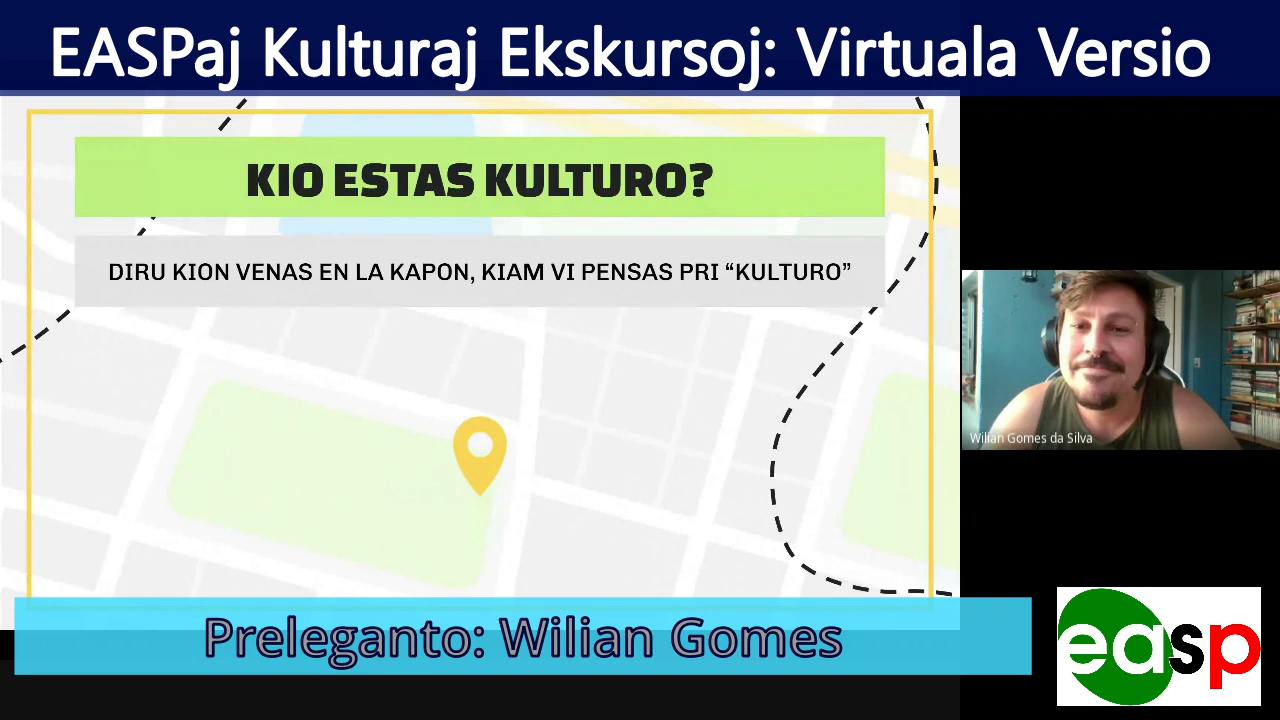 EASPaj Kulturaj Ekskursoj: Virtuala Versio
KIO ESTAS KULTURO?
DIRU KION VENAS EN LA KAPON, KIAM VI PENSAS PRI “KULTURO”
Wilian Gomes da Silva
Preleganto: Wilian Gomes
easp